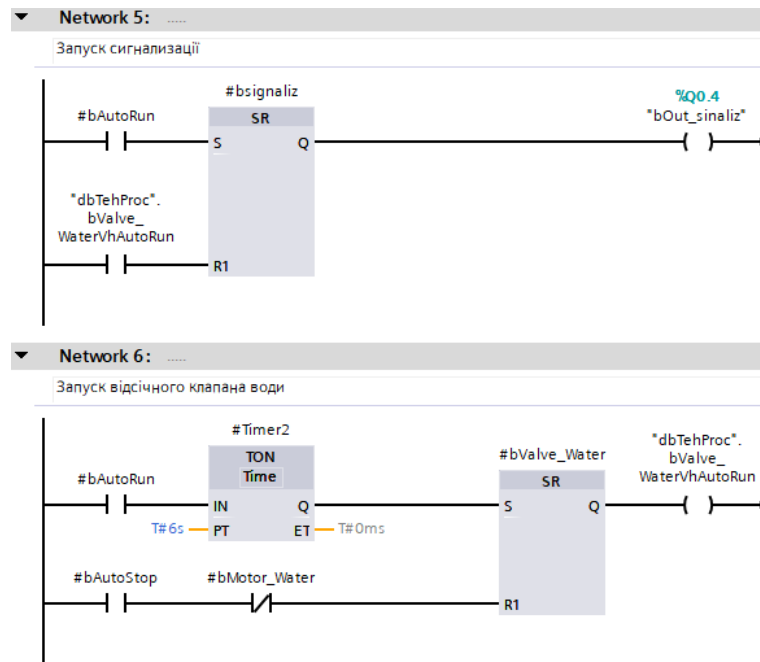 Network 5: .....
Запуск сигнализації
#bsignaliz
%Q0.4
#bAutoRun
SR
"bOut_sinaliz"
S
Q
"dbTehProc".
bValve_
WaterVhAutoRun
R1
Network 6: .....
Запуск відсічного клапана води
#Timer2
"dbTehProc".
TON
#bValve_Water
bValve_
#bAutoRun
Time
SR
WaterVhAutoRun
IN
Q
S
Q
T#6s
PT
ET
T#0ms
#bAutoStop
#bMotor_Water
R1